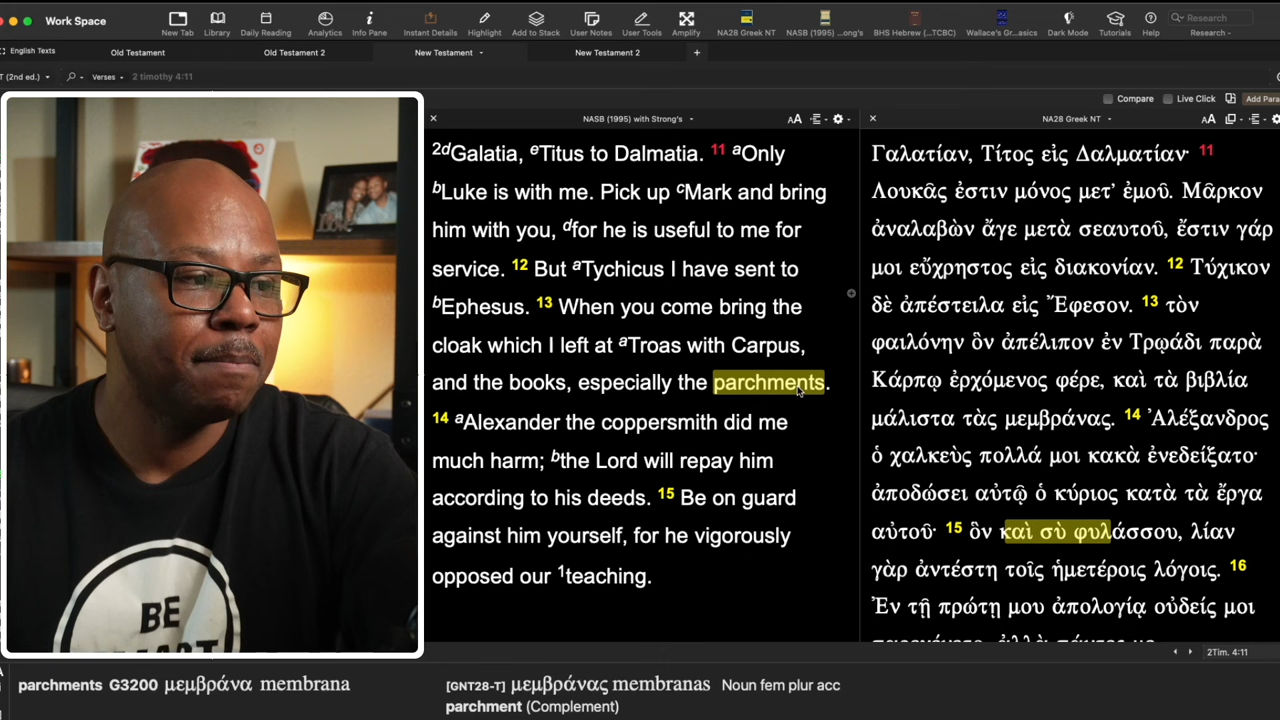 Work Space
New Tab
Library
Daily Reading
Analytics
Info Pane
Instant Details
Highlight
Add to Stack
User Notes
User Tools
Amplify
NA28 Greek NT
NASB (1995) ...ong's
BHS Hebrew (...TCBC)
Wallace's Gr...asics
Dark Mode
Tutorials
Help
Research
Research
English Texts
Old Testament
Old Testament 2
New Testament
New Testament 2
T (2nd ed.)
Verses
2 timothy 4:11
Compare
Live Click
Add Para
NASB (1995) with Strong's
AA
2dGalatia, eTitus to Dalmatia. 11 aOnly
bLuke is with me. Pick up cMark and bring
him with you, dfor he is useful to me for
service. 12 But aTychicus I have sent to
bEphesus. 13 When you come bring the
cloak which I left at aTroas with Carpus,
and the books, especially the parchments.
14 aAlexander the coppersmith did me
much harm; bthe Lord will repay him
according to his deeds. 15 Be on guard
against him yourself, for he vigorously
opposed our 1teaching.
NA28 Greek NT
AA
Γαλατίαν, Τίτος εἰς Δαλματίαν· 11
Λουκᾶς ἐστιν μόνος μετ’ ἐμοῦ. Μᾶρκον
ἀναλαβὼν ἄγε μετὰ σεαυτοῦ, ἔστιν γάρ
μοι εὔχρηστος εἰς διακονίαν. 12 Τύχικον
δὲ ἀπέστειλα εἰς Ἔφεσον. 13 τὸν
φαιλόνην ὃν ἀπέλιπον ἐν Τρῳάδι παρὰ
Κάρπῳ ἐρχόμενος φέρε, καὶ τὰ βιβλία
μάλιστα τὰς μεμβράνας. 14 Ἀλέξανδρος
ὁ χαλκεὺς πολλά μοι κακὰ ἐνεδείξατο·
ἀποδώσει αὐτῷ ὁ κύριος κατὰ τὰ ἔργα
αὐτοῦ· 15 ὃν καὶ σὺ φυλάσσου, λίαν
γὰρ ἀντέστη τοῖς ἡμετέροις λόγοις. 16
Ἐν τῇ πρώτῃ μου ἀπολογίᾳ οὐδείς μοι
2Tim. 4:11
BE
parchments G3200 μεμβράνα membrana
[GNT28-T] μεμβράνας membranas Noun fem plur acc
parchment (Complement)